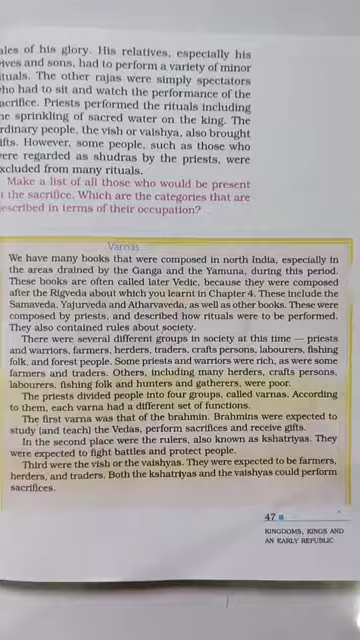 ales of his glory. His relatives, especially his
ives and sons, had to perform a variety of minor
ituals. The other rajas were simply spectators
ho had to sit and watch the performance of the
acrifice. Priests performed the rituals including
he sprinkling of sacred water on the king. The
rdinary people, the vish or vaishya, also brought
ifts. However, some people, such as those who
ere regarded as shudras by the priests, were
xcluded from many rituals.
Make a list of all those who would be present
t the sacrifice. Which are the categories that are
escribed in terms of their occupation?
Varnas
We have many books that were composed in north India, especially in
the areas drained by the Ganga and the Yamuna, during this period.
These books are often called later Vedic, because they were composed
after the Rigveda about which you learnt in Chapter 4. These include the
Samaveda, Yajurveda and Atharvaveda, as well as other books. These were
composed by priests, and described how rituals were to be performed.
They also contained rules about society.
There were several different groups in society at this time — priests
and warriors, farmers, herders, traders, crafts persons, labourers, fishing
folk, and forest people. Some priests and warriors were rich, as were some
farmers and traders. Others, including many herders, crafts persons,
labourers, fishing folk and hunters and gatherers, were poor.
The priests divided people into four groups, called varnas. According
to them, each varna had a different set of functions.
The first varna was that of the brahmin. Brahmins were expected to
study (and teach) the Vedas, perform sacrifices and receive gifts.
In the second place were the rulers, also known as kshatriyas. They
were expected to fight battles and protect people.
Third were the vish or the vaishyas. They were expected to be farmers,
herders, and traders. Both the kshatriyas and the vaishyas could perform
sacrifices.
47
KINGDOMS, KINGS AND
AN EARLY REPUBLIC